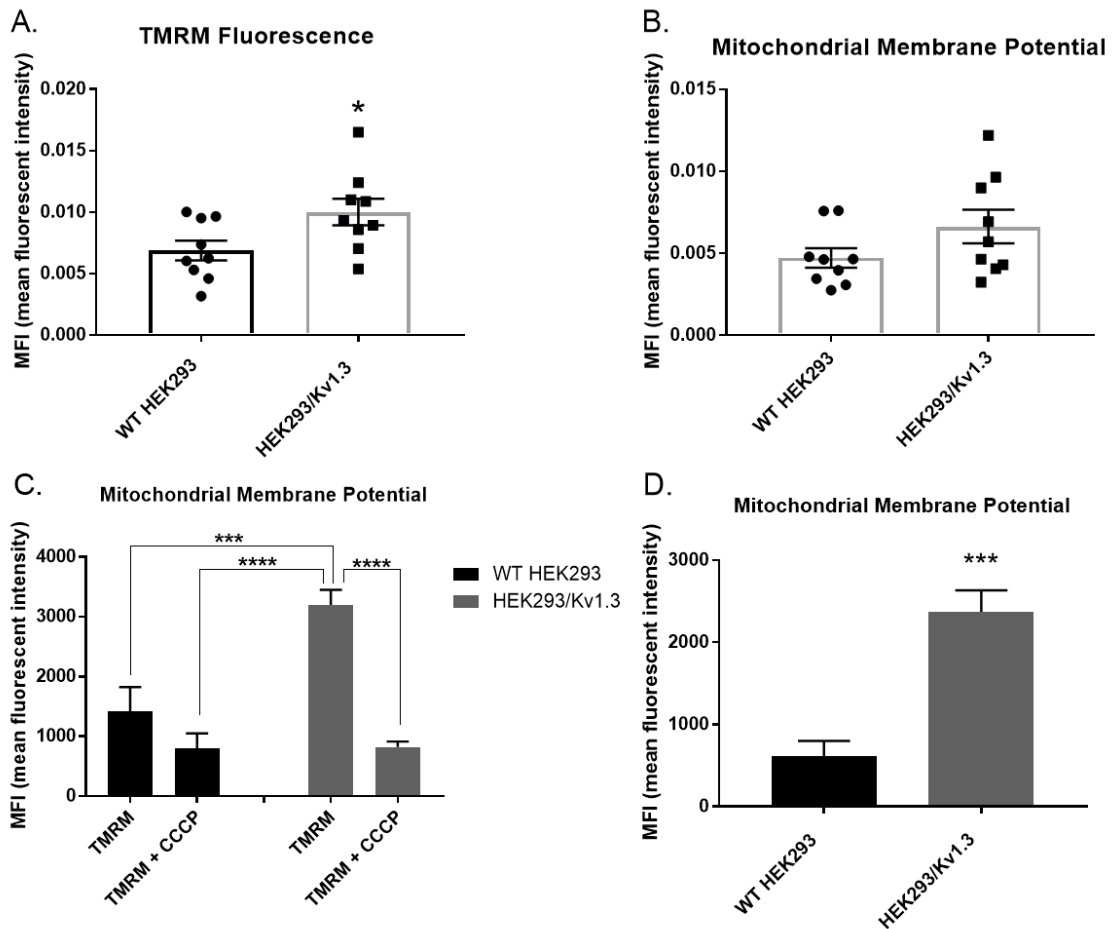 A.
TMRM Fluorescence
MFI (mean fluorescent intensity)
0.020
0.015
0.010
0.005
0.000
*
WT HEK293
HEK293/Kv1.3
B.
Mitochondrial Membrane Potential
MFI (mean fluorescent intensity)
0.015
0.010
0.005
0.000
WT HEK293
HEK293/Kv1.3
C.
Mitochondrial Membrane Potential
MFI (mean fluorescent intensity)
4000
3000
2000
1000
0
***
****
****
TMRM
TMRM + CCCP
TMRM
TMRM + CCCP
WT HEK293
HEK293/Kv1.3
D.
Mitochondrial Membrane Potential
MFI (mean fluorescent intensity)
3000
2000
1000
0
***
WT HEK293
HEK293/Kv1.3